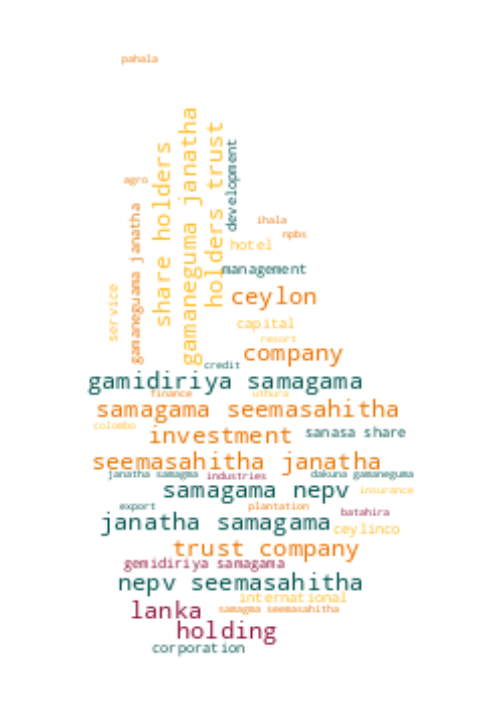 pahala
agro
gamaneguama janatha
service
share holders
gamaneguma janatha
holders trust
development
ihala
npbs
hotel
management
ceylon
capital
resort
company
credit
gamidiriya samagama
finance
uthura
samagama seemasahitha
colombo
investment
sanasa share
seemasahitha janatha
janatha samagma
industries
dakuna gamaneguma
samagama nepv
insurance
export
plantation
batahira
janatha samagama
ceylinco
trust company
gemidiriya samagama
nepv seemasahitha
international
lanka
samagma seemasahitha
holding
corporation